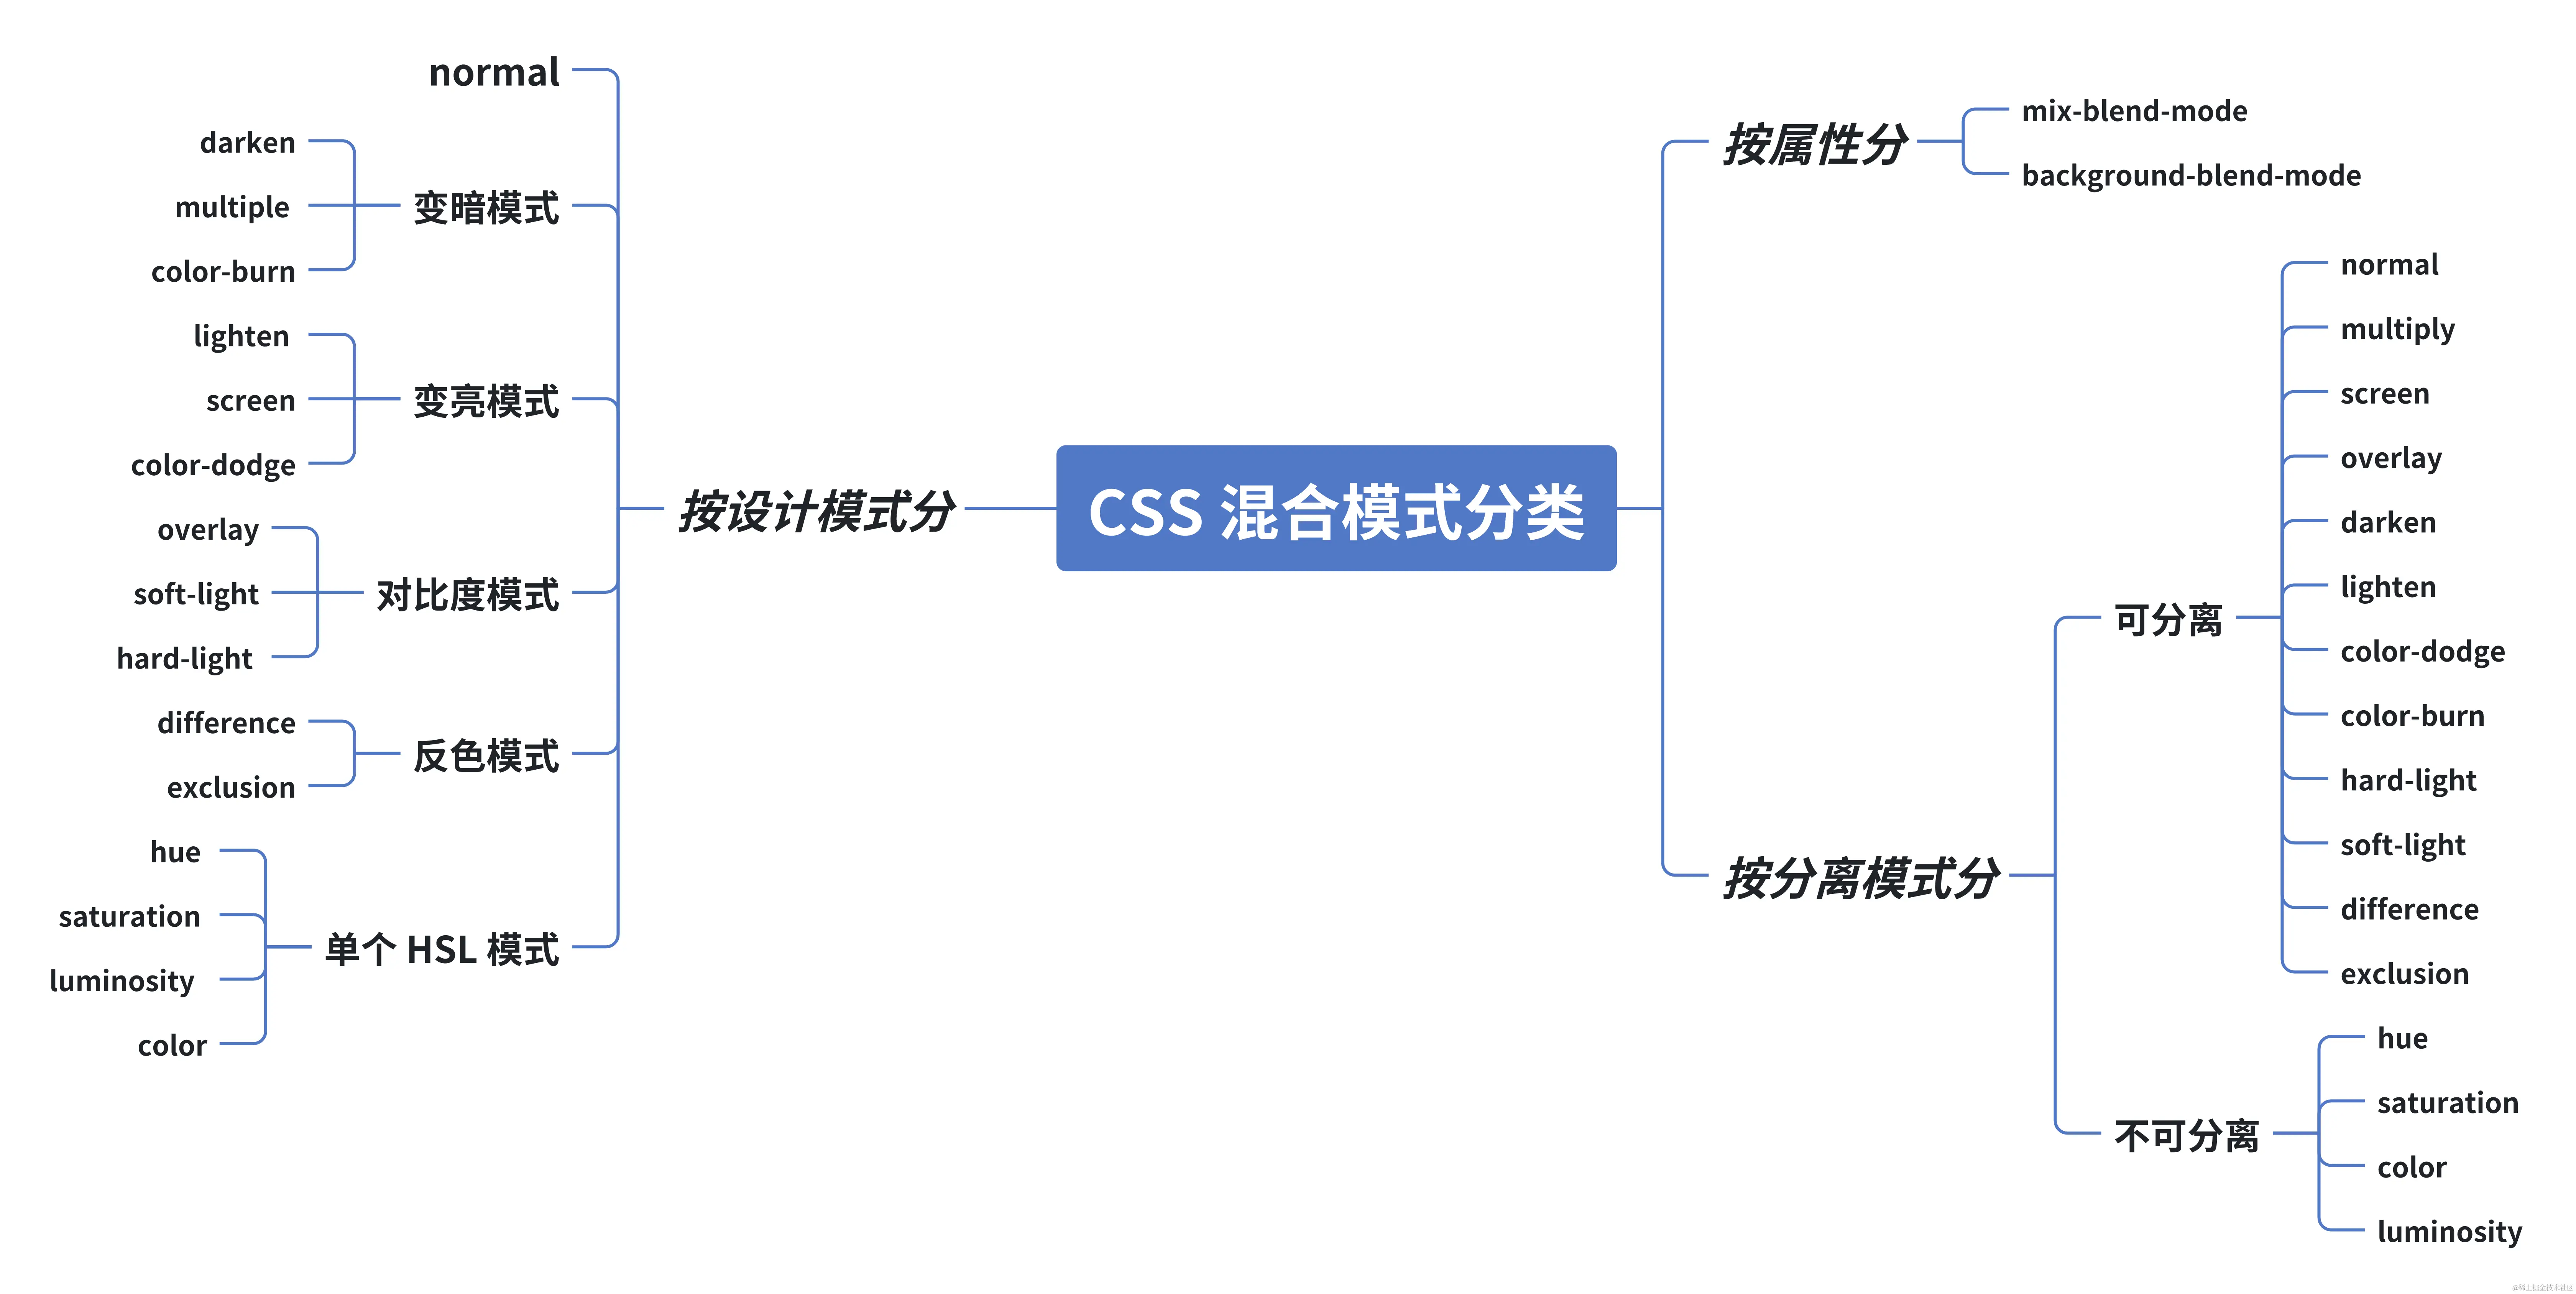 CSS 混合模式分类
按设计模式分
normal
变暗模式
darken
multiple
color-burn
变亮模式
lighten
screen
color-dodge
对比度模式
overlay
soft-light
hard-light
反色模式
difference
exclusion
单个 HSL 模式
hue
saturation
luminosity
color
按属性分
mix-blend-mode
background-blend-mode
按分离模式分
可分离
normal
multiply
screen
overlay
darken
lighten
color-dodge
color-burn
hard-light
soft-light
difference
exclusion
不可分离
hue
saturation
color
luminosity
@稀土掘金技术社区